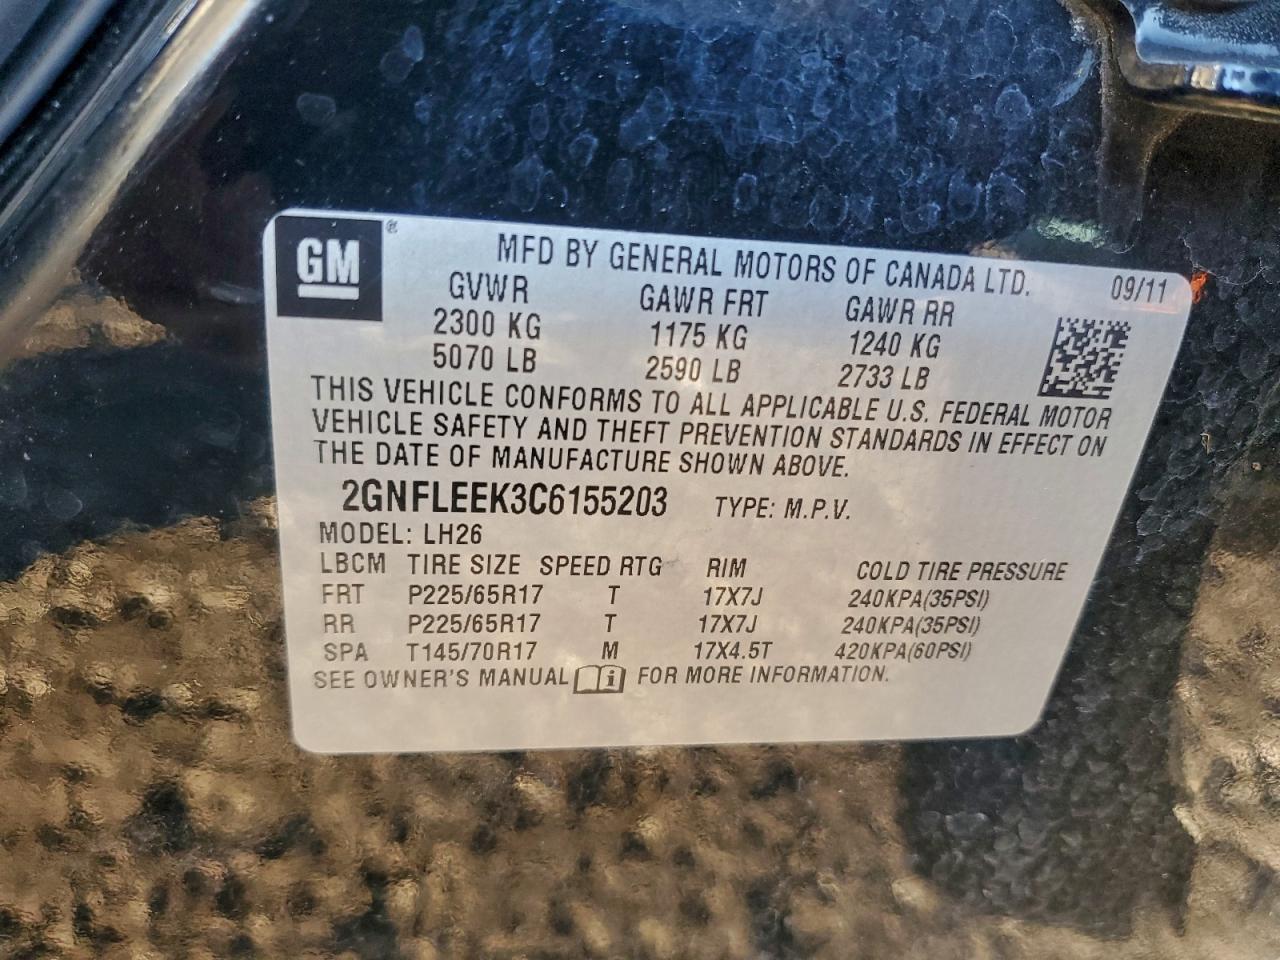 GM ®
MFD BY GENERAL MOTORS OF CANADA LTD. 09/11
GVWR GAWR FRT GAWR RR
2300 KG 1175 KG 1240 KG
5070 LB 2590 LB 2733 LB
THIS VEHICLE CONFORMS TO ALL APPLICABLE U.S. FEDERAL MOTOR
VEHICLE SAFETY AND THEFT PREVENTION STANDARDS IN EFFECT ON
THE DATE OF MANUFACTURE SHOWN ABOVE.
2GNFLEEK3C6155203 TYPE: M.P.V.
MODEL: LH26
LBCM TIRE SIZE SPEED RTG RIM COLD TIRE PRESSURE
FRT P225/65R17 T 17X7J 240KPA(35PSI)
RR P225/65R17 T 17X7J 240KPA(35PSI)
SPA T145/70R17 M 17X4.5T 420KPA(60PSI)
SEE OWNER'S MANUAL i FOR MORE INFORMATION.